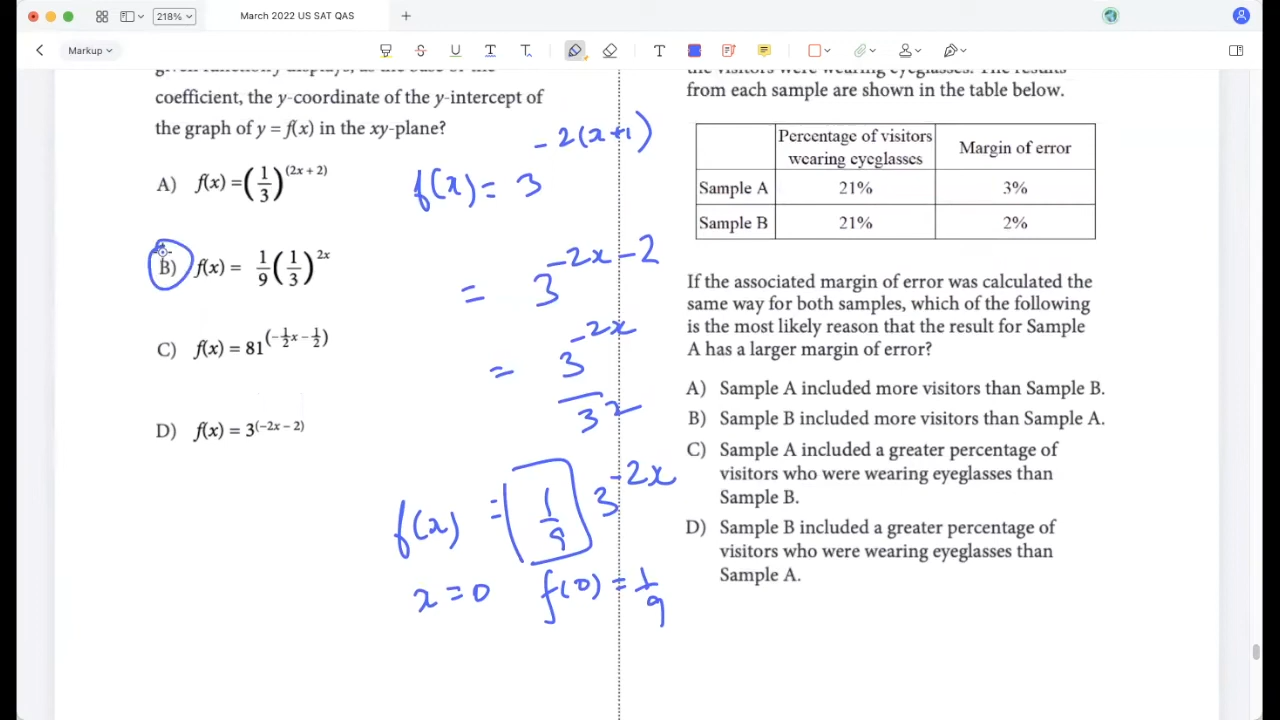 218%
March 2022 US SAT QAS
Markup
coefficient, the y-coordinate of the y-intercept of
the graph of y = f(x) in the xy-plane?
A) f(x) = (1/3)^(2x + 2)
B) f(x) = 1/9 (1/3)^2x
C) f(x) = 81^(-1/2x - 1/2)
D) f(x) = 3^(-2x - 2)
f(x) = 3^-2(x+1)
= 3^-2x-2
= 3^-2x / 3^2
f(x) = 1/9 3^-2x
x = 0 f(0) = 1/9
the visitors were wearing eyeglasses. The results
from each sample are shown in the table below.
Percentage of visitors wearing eyeglasses Margin of error
Sample A 21% 3%
Sample B 21% 2%
If the associated margin of error was calculated the
same way for both samples, which of the following
is the most likely reason that the result for Sample
A has a larger margin of error?
A) Sample A included more visitors than Sample B.
B) Sample B included more visitors than Sample A.
C) Sample A included a greater percentage of
visitors who were wearing eyeglasses than
Sample B.
D) Sample B included a greater percentage of
visitors who were wearing eyeglasses than
Sample A.